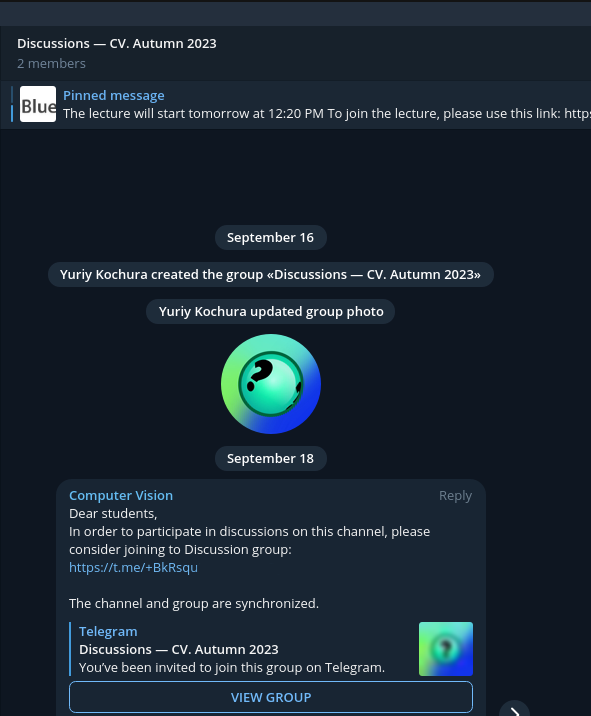 Discussions — CV. Autumn 2023
2 members
Blue
Pinned message
The lecture will start tomorrow at 12:20 PM To join the lecture, please use this link: https
September 16
Yuriy Kochura created the group «Discussions — CV. Autumn 2023»
Yuriy Kochura updated group photo
?
September 18
Computer Vision
Reply
Dear students,
In order to participate in discussions on this channel, please
consider joining to Discussion group:
https://t.me/+BkRsqu
The channel and group are synchronized.
Telegram
Discussions — CV. Autumn 2023
You’ve been invited to join this group on Telegram.
?
VIEW GROUP